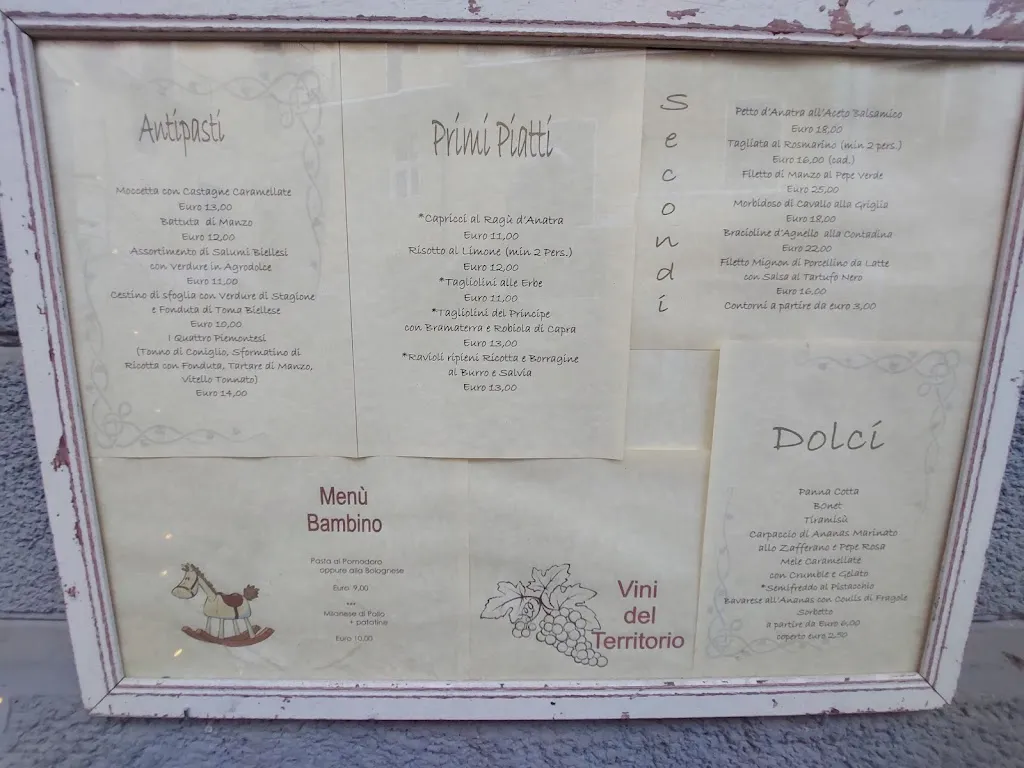 Antipasti
Moccetta con Castagne Caramellate
Euro 13,00
Battuta di Manzo
Euro 12,00
Assortimento di Salumi Biellesi
con Verdure in Agrodolce
Euro 11,00
Cestino di sfoglia con Verdure di Stagione
e Fonduta di Toma Biellese
Euro 10,00
I Quattro Piemontesi
(Tonno di Coniglio, Sformatino di
Ricotta con Fonduta, Tartare di Manzo,
Vitello Tonnato)
Euro 14,00
Primi Piatti
*Capricci al Ragù d'Anatra
Euro 11,00
Risotto al Limone (min 2 Pers.)
Euro 12,00
*Tagliolini alle Erbe
Euro 11,00
*Tagliolini del Principe
con Bramaterra e Robiola di Capra
Euro 13,00
*Ravioli ripieni Ricotta e Borragine
al Burro e Salvia
Euro 13,00
Secondi
Petto d'Anatra all'Aceto Balsamico
Euro 18,00
Tagliata al Rosmarino (min 2 pers.)
Euro 16,00 (cad.)
Filetto di Manzo al Pepe Verde
Euro 25,00
Morbidoso di Cavallo alla Griglia
Euro 18,00
Bracioline d'Agnello alla Contadina
Euro 22,00
Filetto Mignon di Porcellino da Latte
con Salsa al Tartufo Nero
Euro 16,00
Contorni a partire da euro 3,00
Menù
Bambino
Pasta al Pomodoro
oppure alla Bolognese
Euro 9,00
***
Milanese di Pollo
+ patatine
Euro 10,00
Vini
del
Territorio
Dolci
Panna Cotta
Bonet
Tiramisù
Carpaccio di Ananas Marinato
allo Zafferano e Pepe Rosa
Mele Caramellate
con Crumble e Gelato
*Semifreddo al Pistacchio
Bavarese all'Ananas con Coulis di Fragole
Sorbetto
a partire da Euro 6,00
coperto euro 2,50